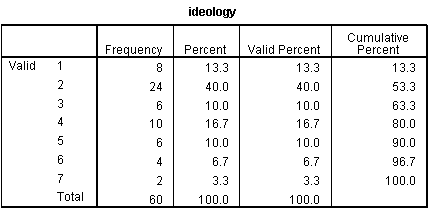 ideology
Frequency Percent Valid Percent Cumulative Percent
Valid 1 8 13.3 13.3 13.3
2 24 40.0 40.0 53.3
3 6 10.0 10.0 63.3
4 10 16.7 16.7 80.0
5 6 10.0 10.0 90.0
6 4 6.7 6.7 96.7
7 2 3.3 3.3 100.0
Total 60 100.0 100.0